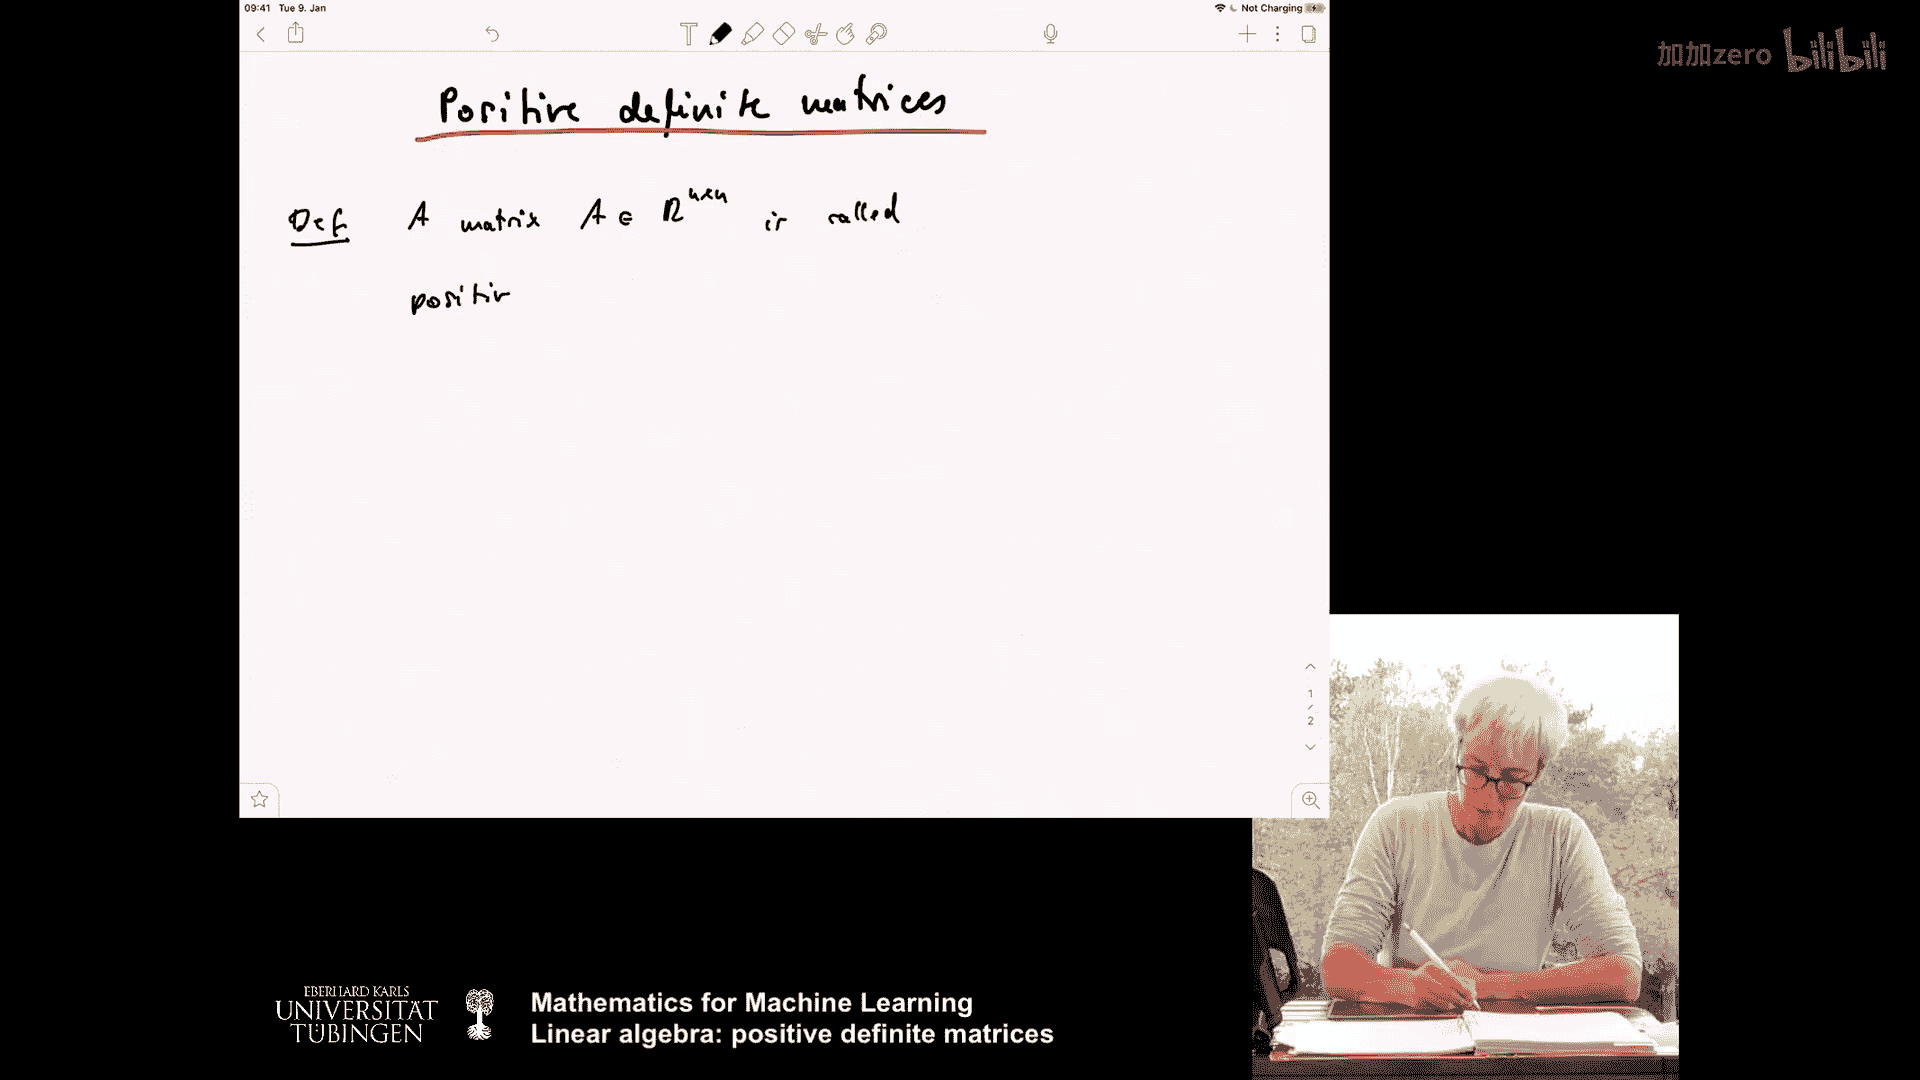 09:41 Tue 9. Jan Not Charging
加加zero bilibili
Positive definite matrices
Def A matrix A ∈ ℝⁿˣⁿ is called
positiv
1
/
2
EBERHARD KARLS
UNIVERSITÄT
TÜBINGEN
Mathematics for Machine Learning
Linear algebra: positive definite matrices